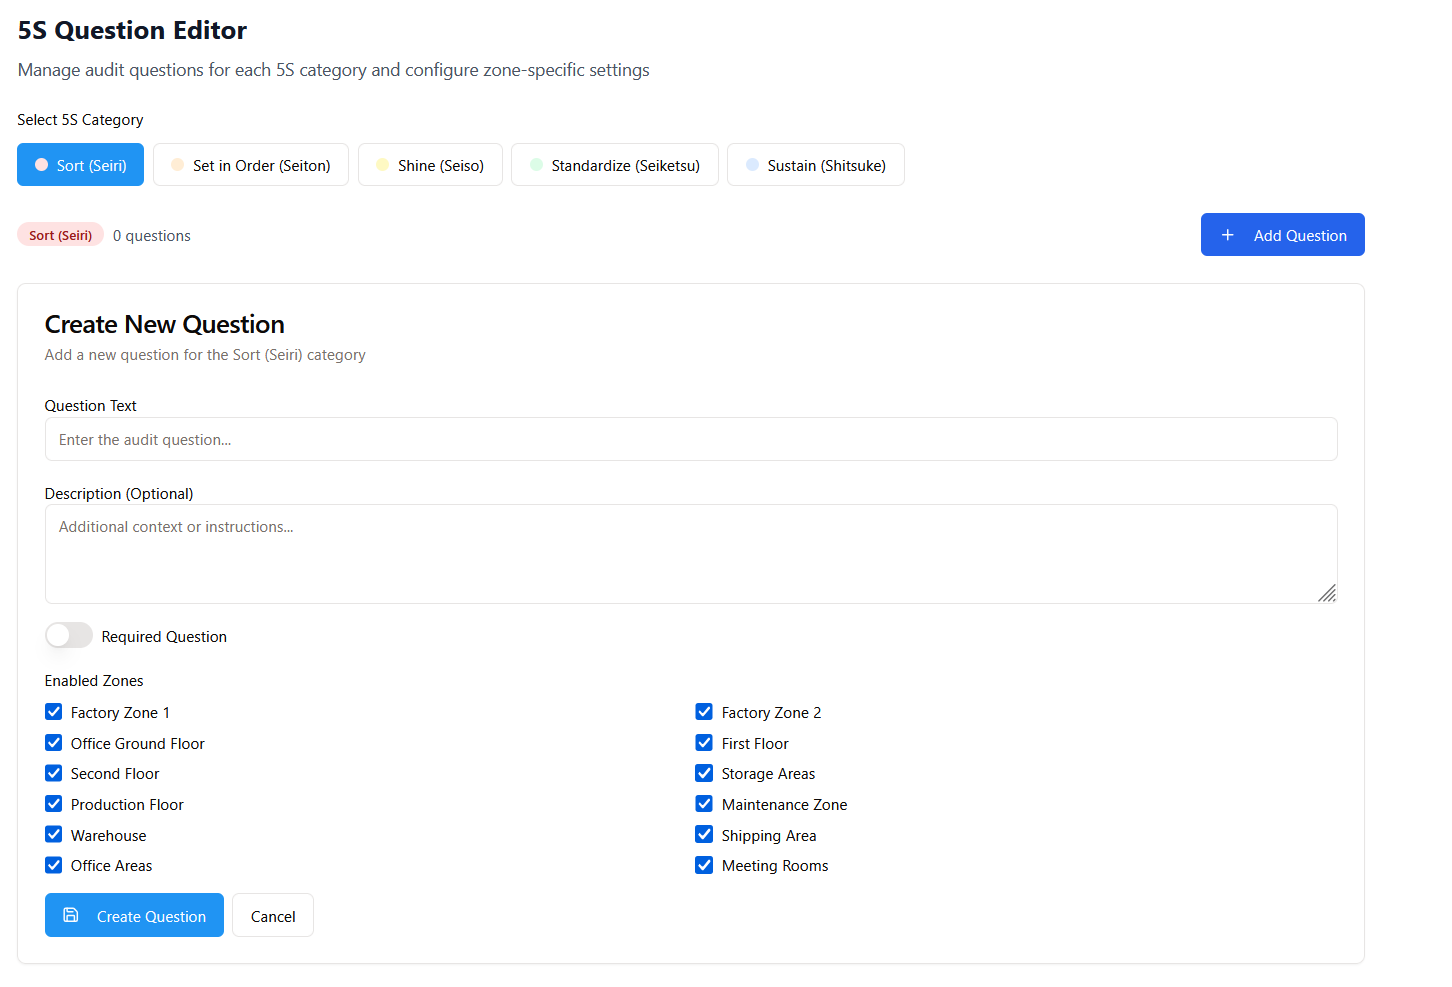 5S Question Editor
Manage audit questions for each 5S category and configure zone-specific settings
Select 5S Category
Sort (Seiri) Set in Order (Seiton) Shine (Seiso) Standardize (Seiketsu) Sustain (Shitsuke)
Sort (Seiri) 0 questions + Add Question
Create New Question
Add a new question for the Sort (Seiri) category
Question Text
Enter the audit question...
Description (Optional)
Additional context or instructions...
Required Question
Enabled Zones
Factory Zone 1 Factory Zone 2
Office Ground Floor First Floor
Second Floor Storage Areas
Production Floor Maintenance Zone
Warehouse Shipping Area
Office Areas Meeting Rooms
Create Question Cancel